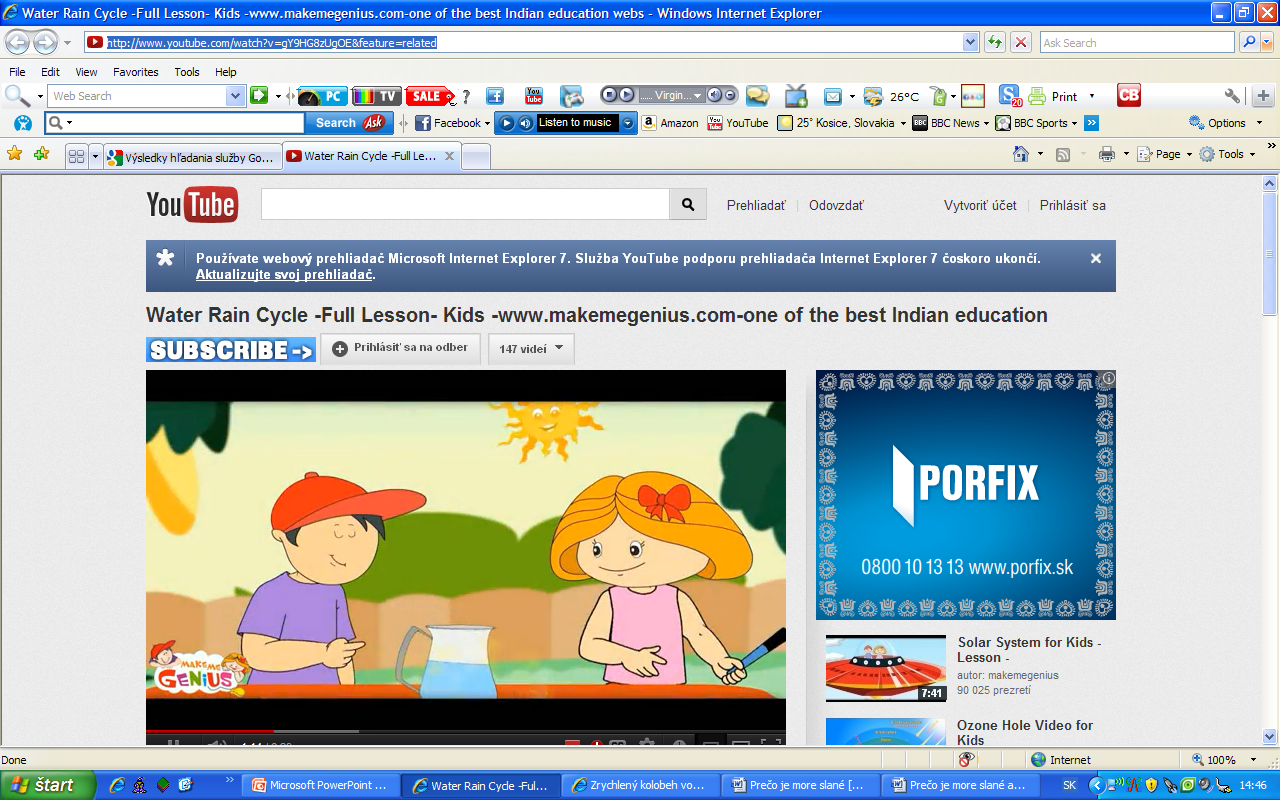 Water Rain Cycle -Full Lesson- Kids -www.makemegenius.com-one of the best Indian education webs - Windows Internet Explorer
http://www.youtube.com/watch?v=gY9HG8zUgOE&feature=related
Ask Search
File Edit View Favorites Tools Help
Web Search PC TV SALE ? You Tube ..... Virgin... 26°C 20 Print CB
Search Ask Facebook Listen to music Amazon YouTube 25° Kosice, Slovakia BBC BBC News BBC Sports Options
Výsledky hľadania služby Go... Water Rain Cycle -Full Le... Page Tools
YouTube Prehliadať Odovzdať Vytvoriť účet Prihlásiť sa
Používate webový prehliadač Microsoft Internet Explorer 7. Služba YouTube podporu prehliadača Internet Explorer 7 čoskoro ukončí.
Aktualizujte svoj prehliadač.
Water Rain Cycle -Full Lesson- Kids -www.makemegenius.com-one of the best Indian education
SUBSCRIBE -> Prihlásiť sa na odber 147 videí
PORFIX
0800 10 13 13 www.porfix.sk
MAKE ME
GENiUS
Solar System for Kids -
Lesson -
autor: makemegenius
90 025 prezretí
7:41
Ozone Hole Video for
Kids
Done Internet 100%
štart Microsoft PowerPoint ... Water Rain Cycle -Ful... Zrychlený kolobeh vo... Prečo je more slané [... Prečo je more slané a... SK 14:46